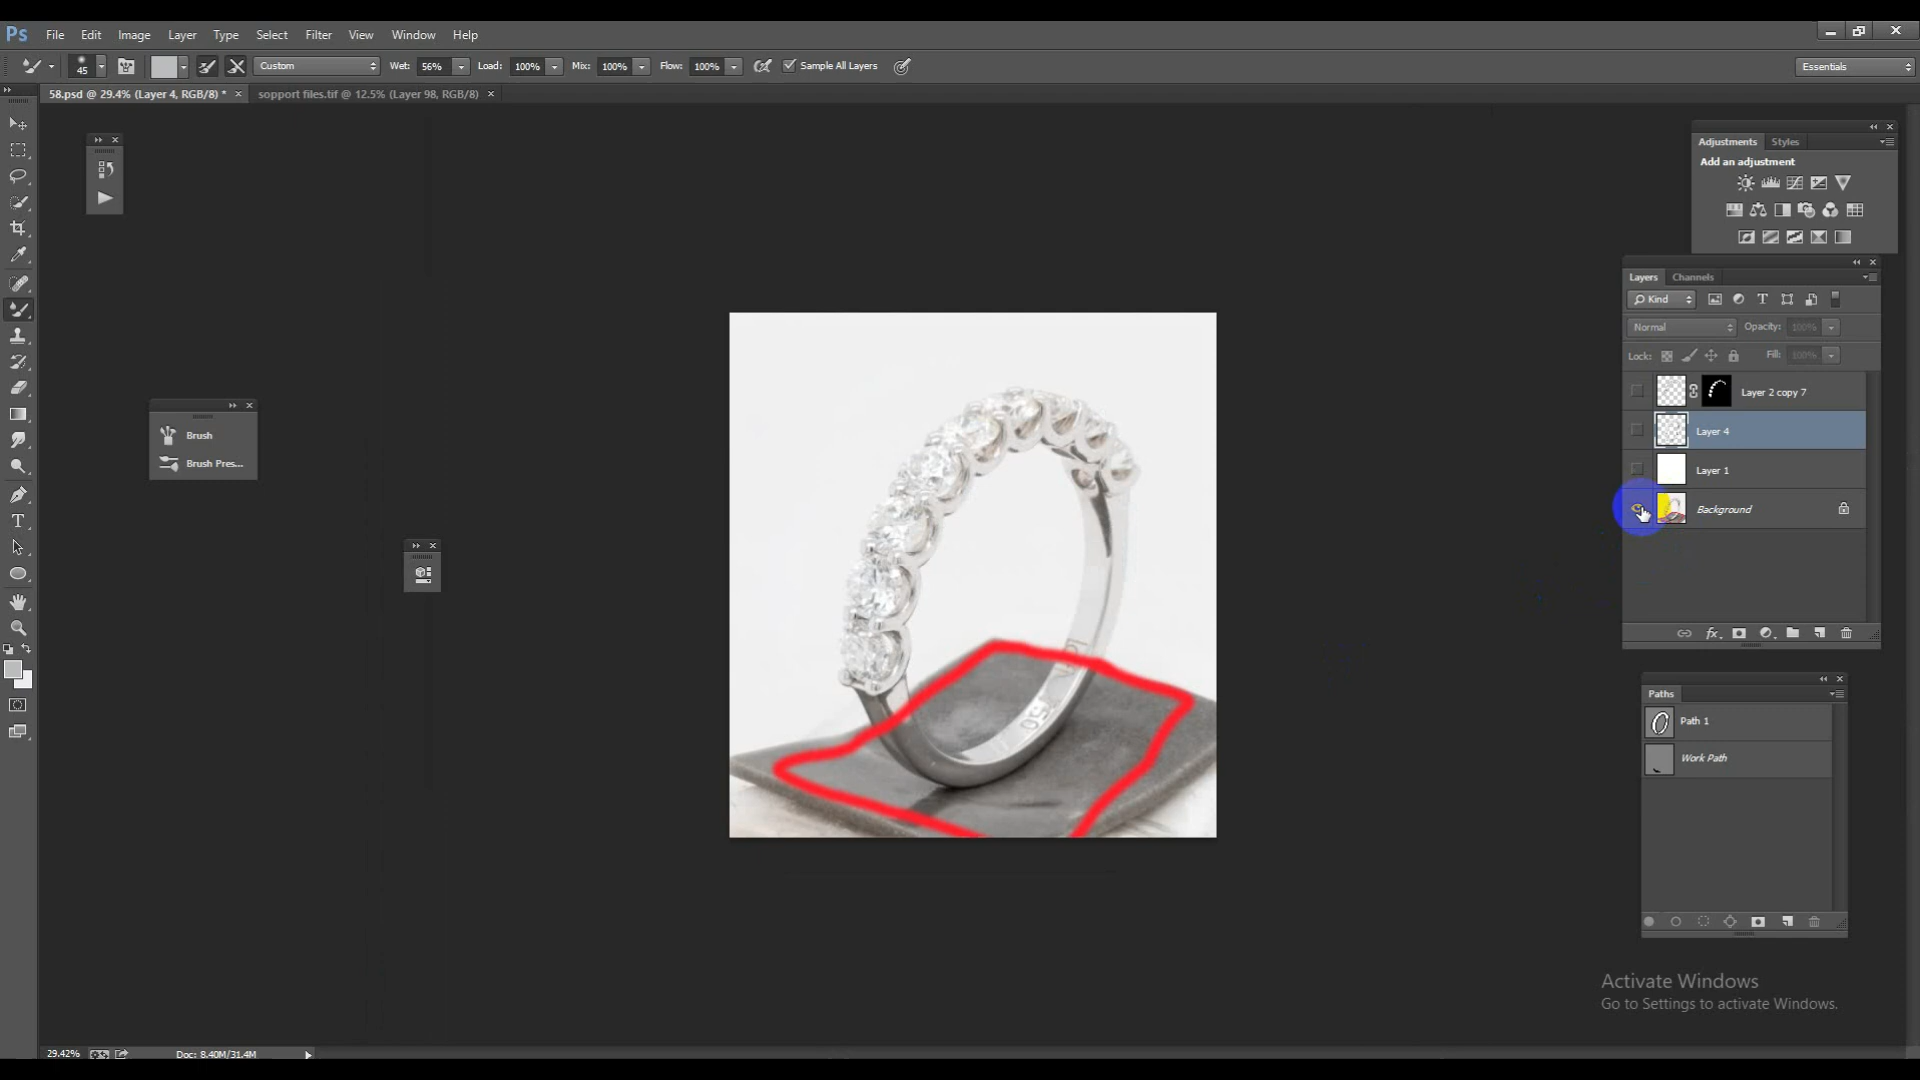 Ps File Edit Image Layer Type Select Filter View Window Help
45 Custom Wet: 56% Load: 100% Mix: 100% Flow: 100% Sample All Layers Essentials
58.psd @ 29.4% (Layer 4, RGB/8) * × sopport files.tif @ 12.5% (Layer 98, RGB/8) ×
Adjustments Styles
Add an adjustment
Layers Channels
Kind
Normal Opacity: 100%
Lock: Fill: 100%
Layer 2 copy 7
Layer 4
Layer 1
Background
Brush
Brush Pres...
Paths
Path 1
Work Path
Activate Windows
Go to Settings to activate Windows.
29.42% Doc: 8.40M/31.4M